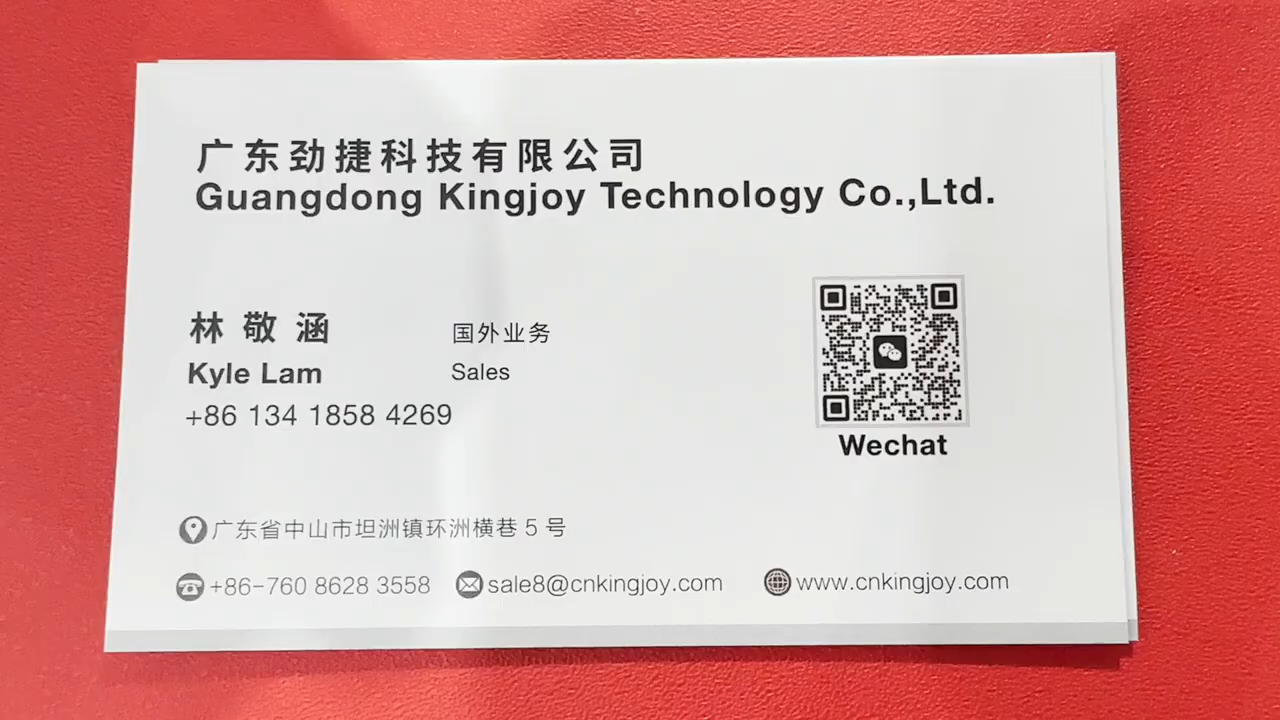 广东劲捷科技有限公司
Guangdong Kingjoy Technology Co.,Ltd.
林敬涵 国外业务
Kyle Lam Sales
+86 134 1858 4269
Wechat
广东省中山市坦洲镇环洲横巷 5 号
+86-760 8628 3558 sale8@cnkingjoy.com www.cnkingjoy.com